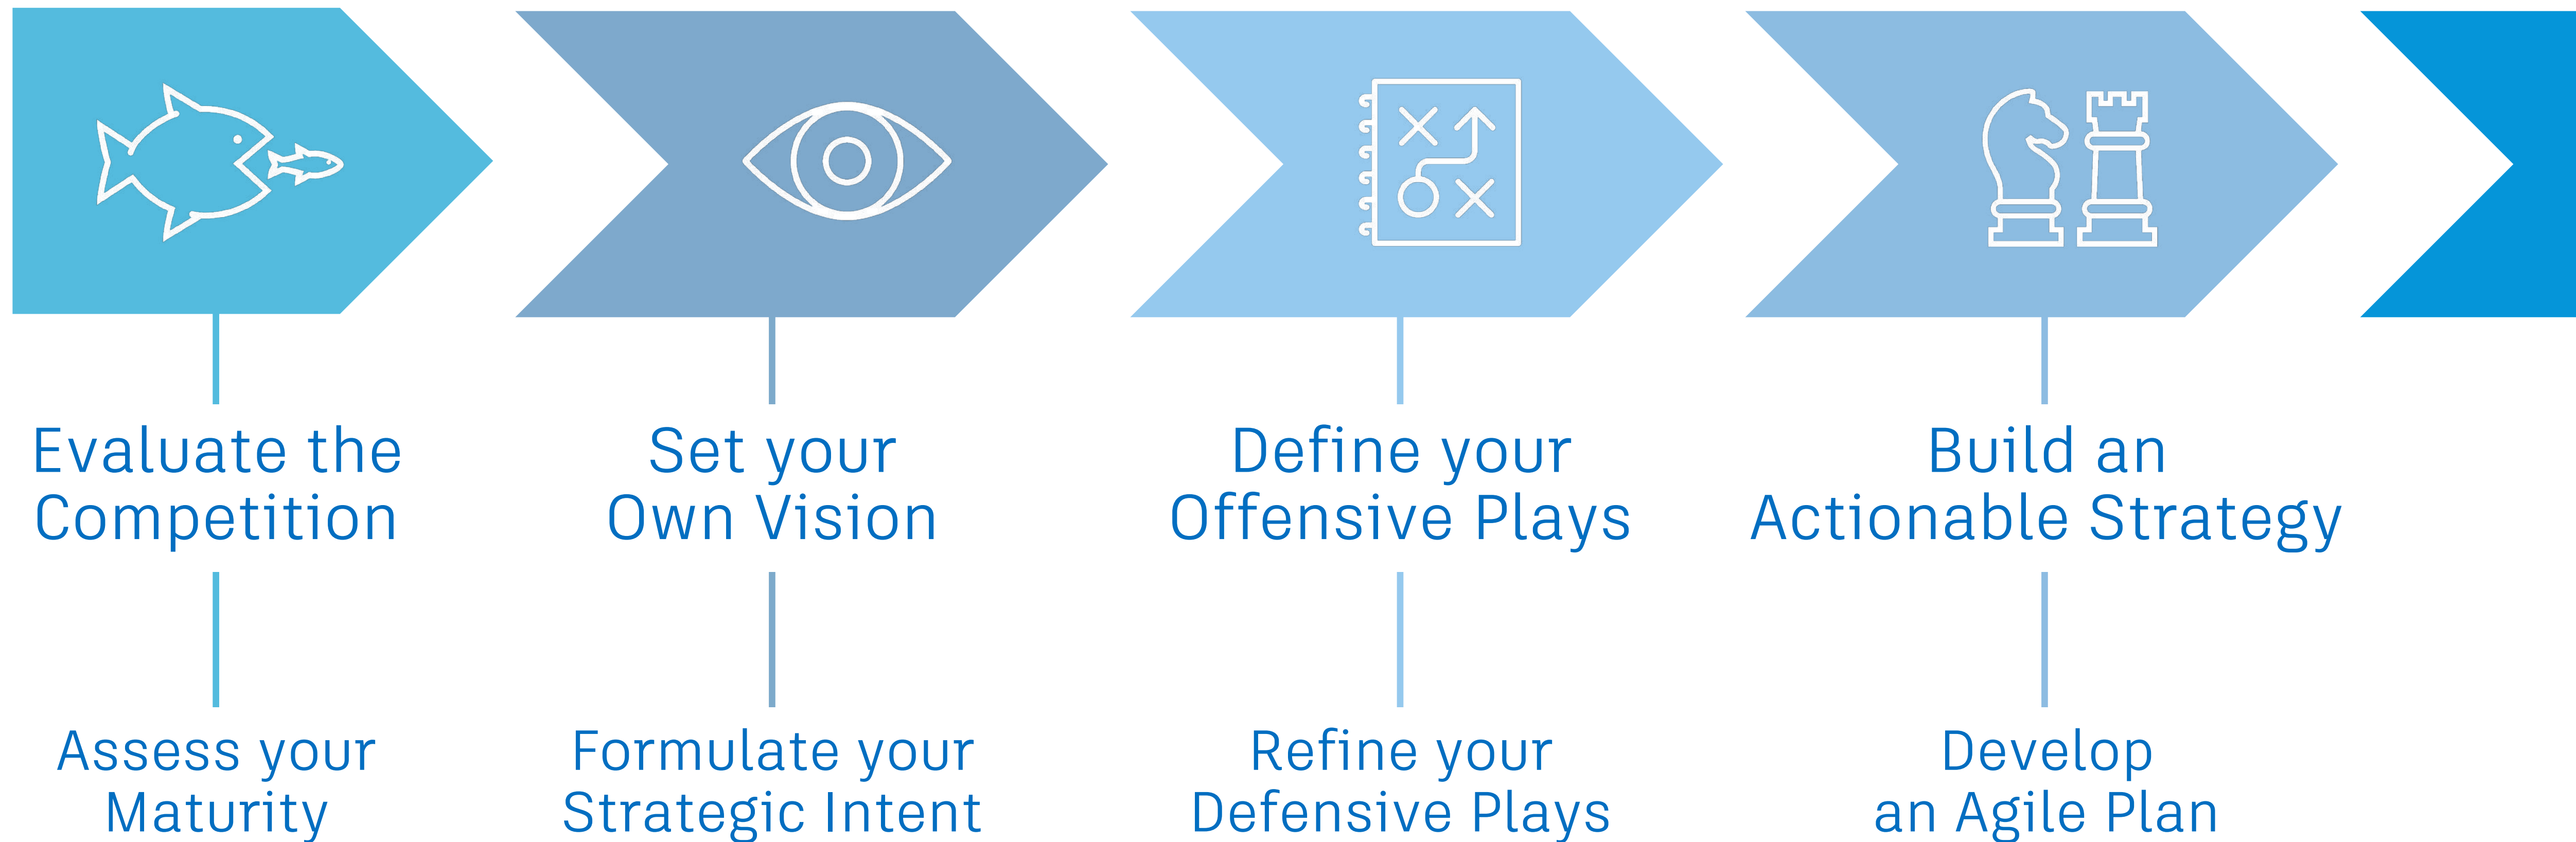 Evaluate the
Competition
Assess your
Maturity
Set your
Own Vision
Formulate your
Strategic Intent
Define your
Offensive Plays
Refine your
Defensive Plays
Build an
Actionable Strategy
Develop
an Agile Plan